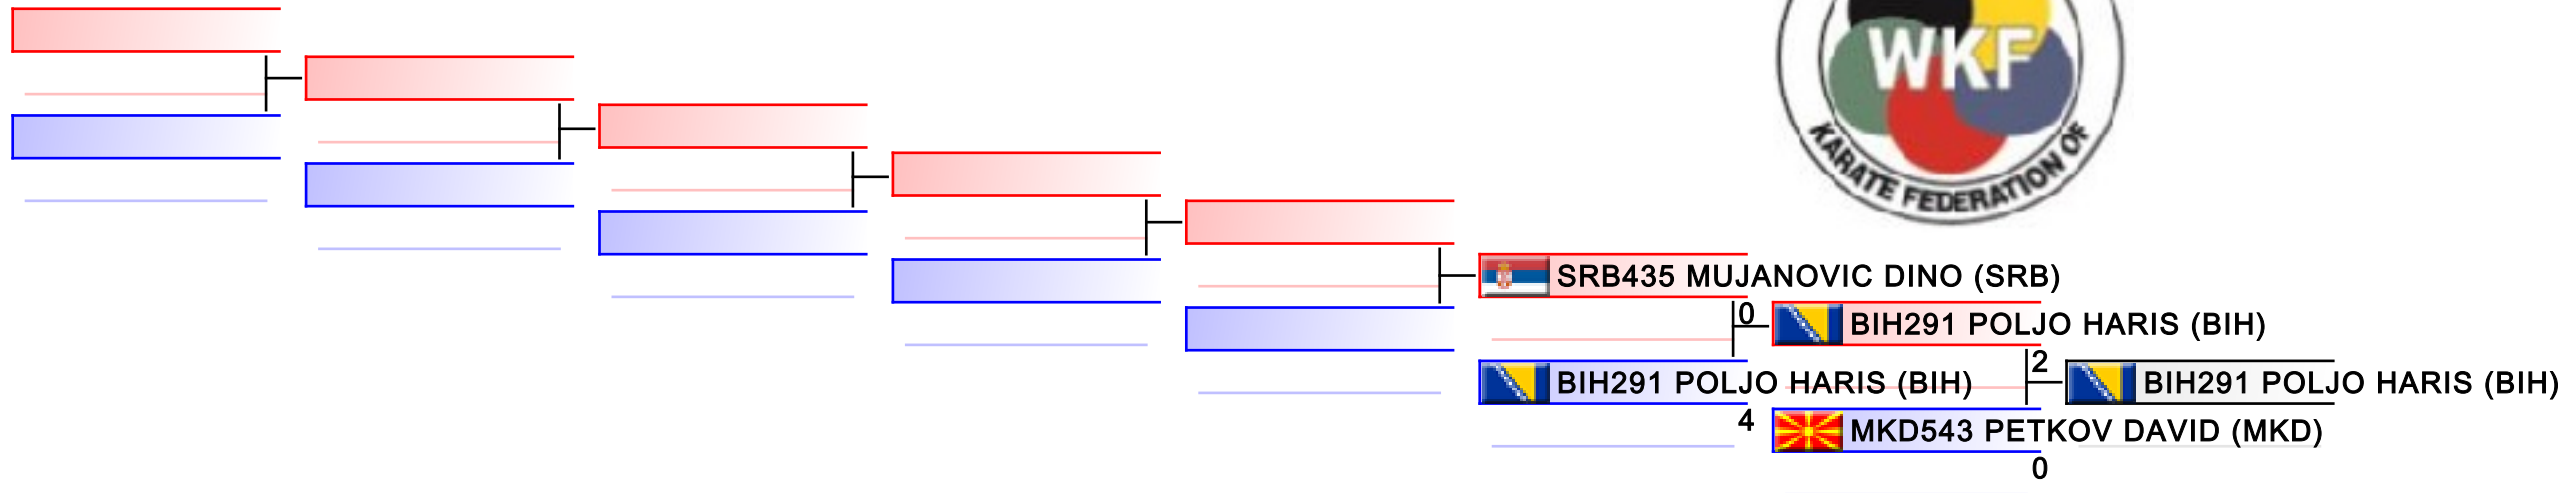 WKF
KARATE FEDERATION OF
SRB435 MUJANOVIC DINO (SRB)
0
BIH291 POLJO HARIS (BIH)
2
BIH291 POLJO HARIS (BIH)
BIH291 POLJO HARIS (BIH)
4
MKD543 PETKOV DAVID (MKD)
0